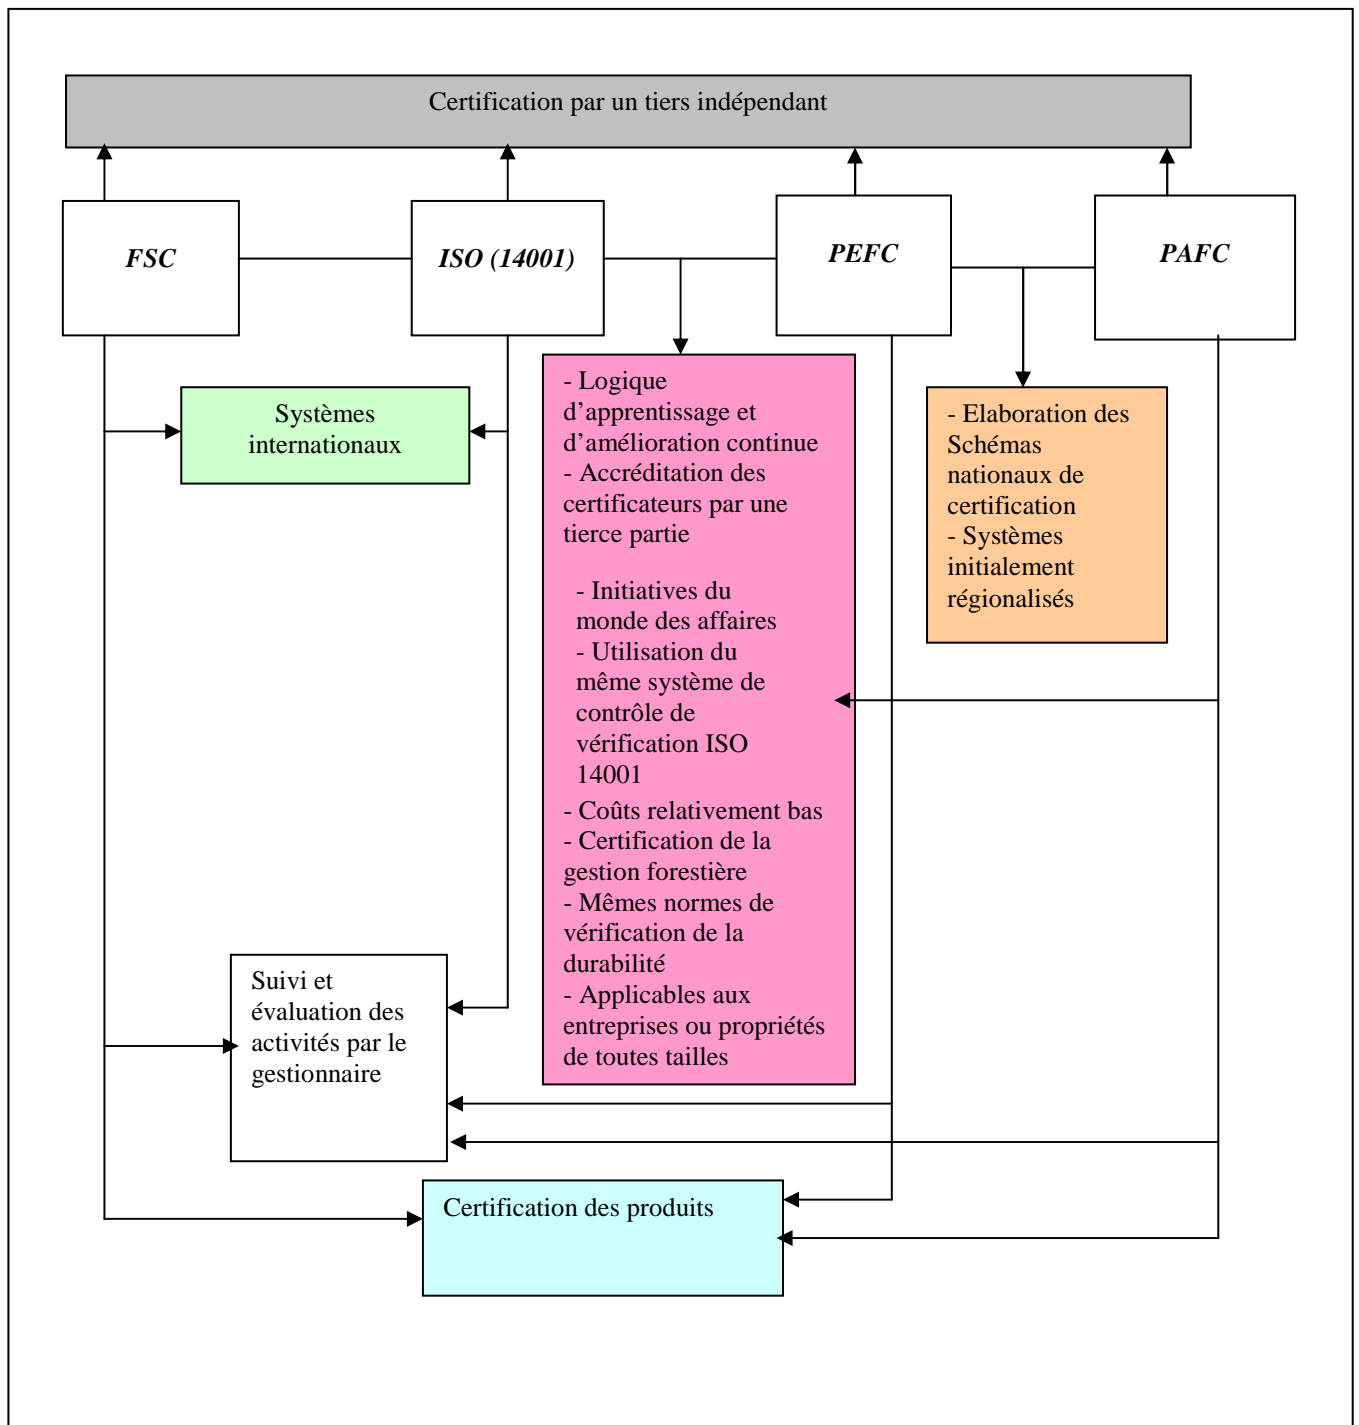 Certification par un tiers indépendant
FSC
ISO (14001)
PEFC
PAFC
Systèmes
internationaux
- Logique
d’apprentissage et
d’amélioration continue
- Accréditation des
certificateurs par une
tierce partie
- Initiatives du
monde des affaires
- Utilisation du
même système de
contrôle de
vérification ISO
14001
- Coûts relativement bas
- Certification de la
gestion forestière
- Mêmes normes de
vérification de la
durabilité
- Applicables aux
entreprises ou propriétés
de toutes tailles
- Elaboration des
Schémas
nationaux de
certification
- Systèmes
initialement
régionalisés
Suivi et
évaluation des
activités par le
gestionnaire
Certification des produits